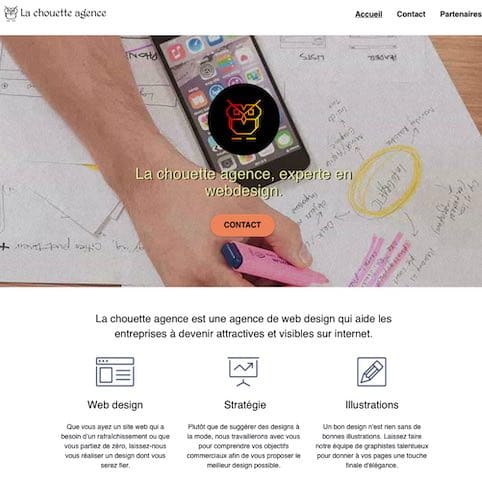 La chouette agence
Accueil Contact Partenaires
La chouette agence, experte en
webdesign.
CONTACT
La chouette agence est une agence de web design qui aide les
entreprises à devenir attractives et visibles sur internet.
Web design
Que vous ayez un site web qui a
besoin d'un rafraîchissement ou que
vous partiez de zéro, laissez-nous
vous réaliser un design dont vous
serez fier.
Stratégie
Plutôt que de suggérer des designs à
la mode, nous travaillerons avec vous
pour comprendre vos objectifs
commerciaux afin de vous proposer le
meilleur design possible.
Illustrations
Un bon design n'est rien sans de
bonnes illustrations. Laissez faire
notre équipe de graphistes talentueux
pour donner à vos pages une touche
finale d'élégance.